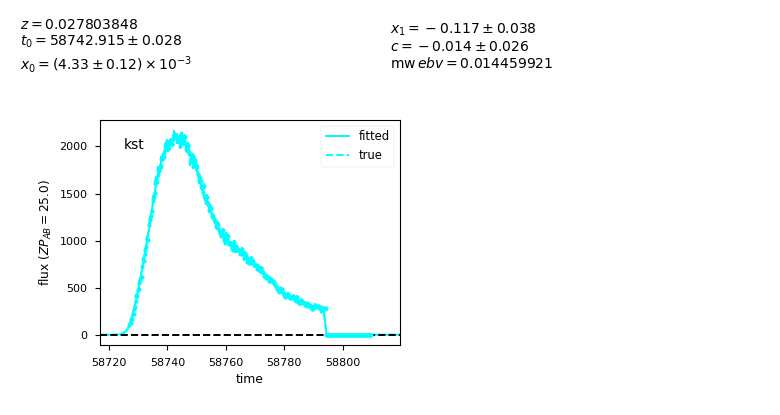 z = 0.027803848
t₀ = 58742.915 ± 0.028
x₀ = (4.33 ± 0.12) × 10⁻³
x₁ = −0.117 ± 0.038
c = −0.014 ± 0.026
mw ebv = 0.014459921
kst
fitted
true
flux (ZP_AB = 25.0)
2000
1500
1000
500
0
58720 58740 58760 58780 58800
time